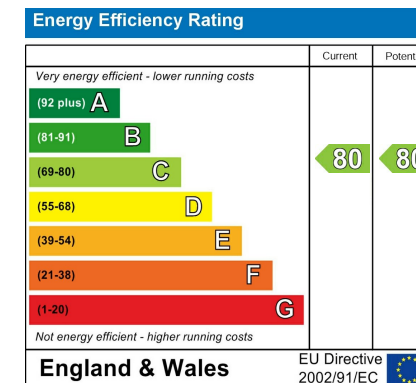 Energy Efficiency Rating
Current Potent
Very energy efficient - lower running costs
(92 plus) A
(81-91) B
(69-80) C
80 80
(55-68) D
(39-54) E
(21-38) F
(1-20) G
Not energy efficient - higher running costs
England & Wales
EU Directive
2002/91/EC